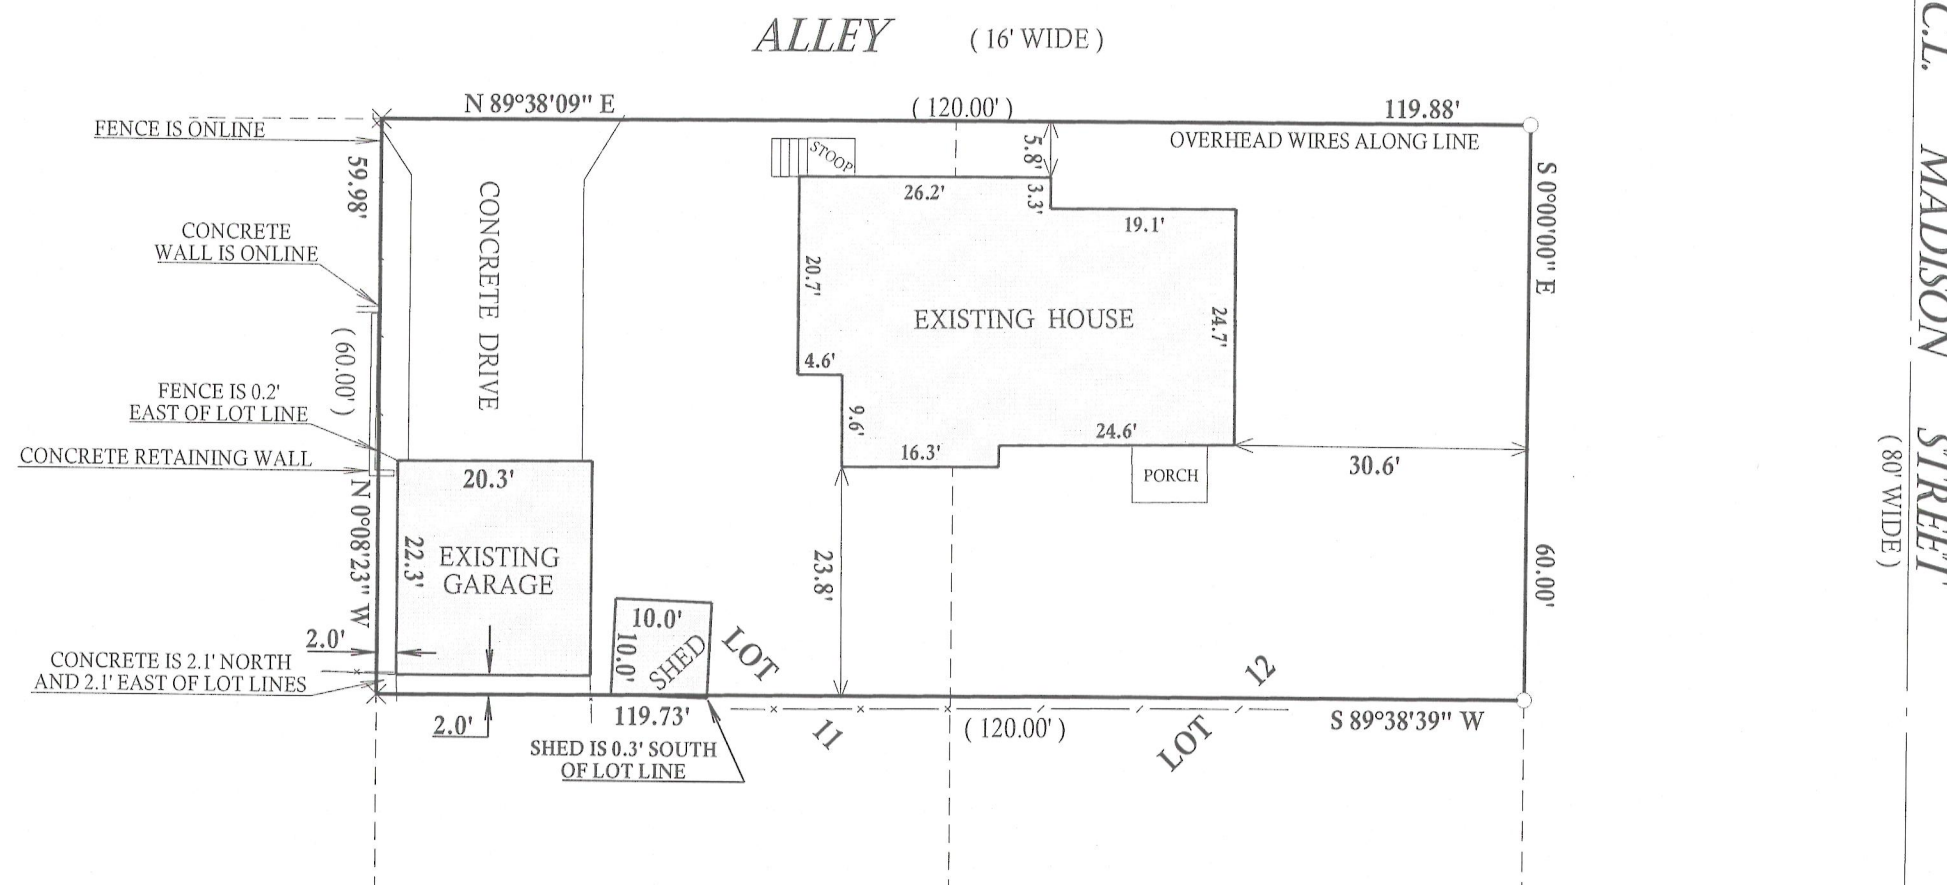 ALLEY ( 16' WIDE )
N 89°38'09" E
( 120.00' )
119.88'
FENCE IS ONLINE
OVERHEAD WIRES ALONG LINE
STOOP
5.8'
59.98'
CONCRETE DRIVE
26.2'
3.3'
19.1'
S 0°00'00" E
C.L. MADISON STREET
( 80' WIDE )
CONCRETE
WALL IS ONLINE
20.7'
EXISTING HOUSE
24.7'
( 60.00' )
4.6'
FENCE IS 0.2'
EAST OF LOT LINE
9.6'
24.6'
16.3'
CONCRETE RETAINING WALL
20.3'
PORCH
30.6'
N 0°08'23" W
22.3'
EXISTING
GARAGE
23.8'
60.00'
10.0'
10.0'
SHED
2.0'
CONCRETE IS 2.1' NORTH
AND 2.1' EAST OF LOT LINES
LOT 11
LOT 12
2.0'
119.73'
( 120.00' )
S 89°38'39" W
SHED IS 0.3' SOUTH
OF LOT LINE